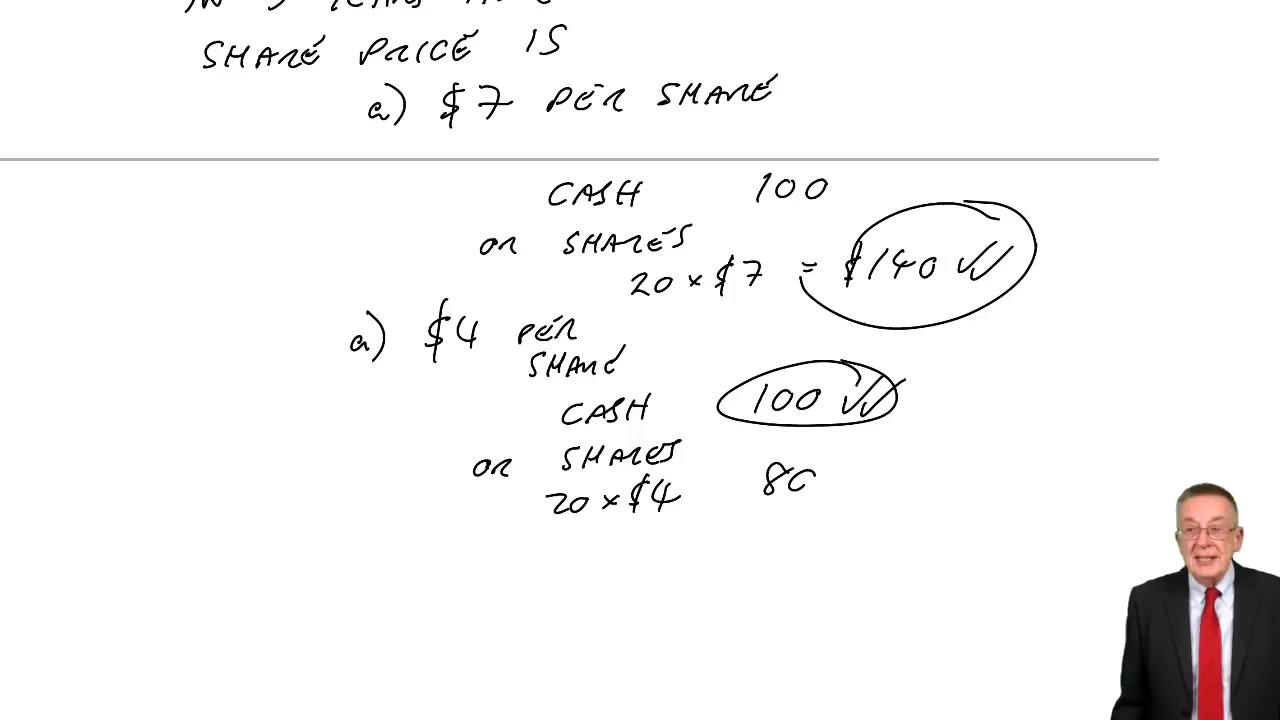 SHARE PRICE IS
a) $7 PER SHARE
CASH 100
OR SHARES
20 × $7 = $140 ✓✓
a) $4 PER
SHARE
CASH 100 ✓✓
OR SHARES
20 × $4 80